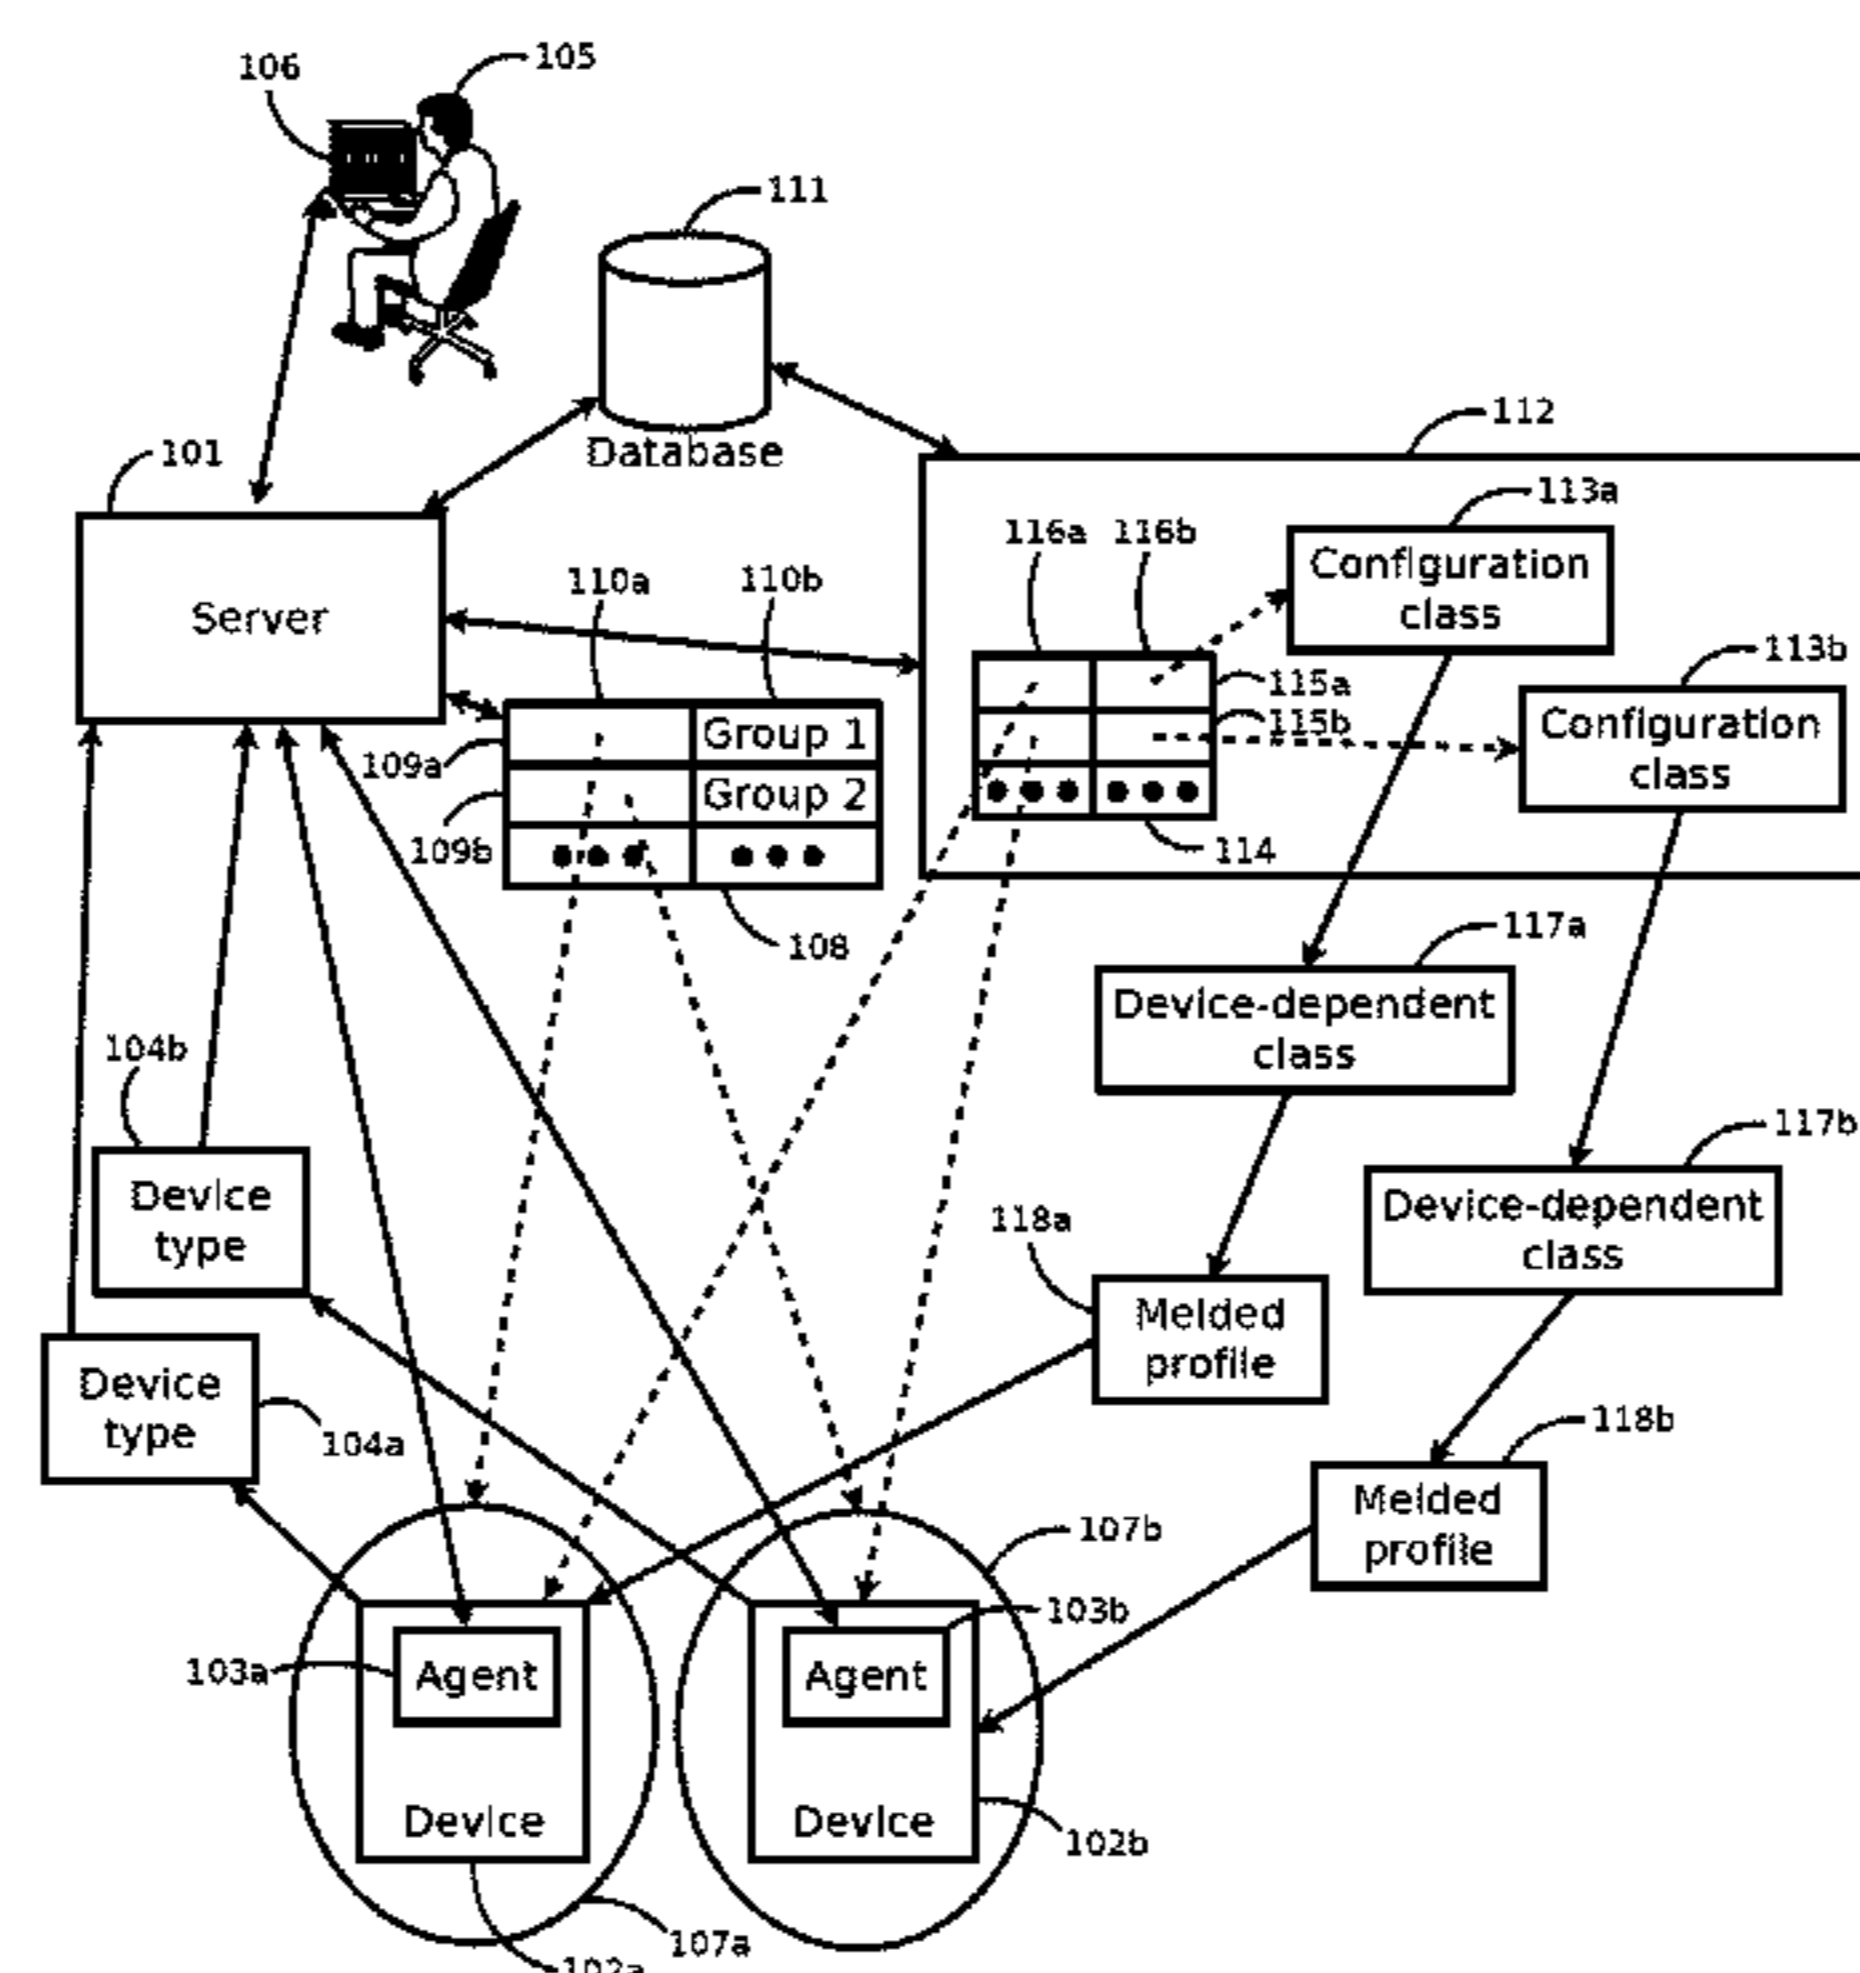 106
105
111
Database
101
Server
112
113a
Configuration
class
116a
116b
113b
Configuration
class
115a
115b
114
110a
110b
Group 1
Group 2
109a
109b
108
117a
Device-dependent
class
104b
Device
type
117b
Device-dependent
class
118a
Melded
profile
Device
type
104a
118b
Melded
profile
107b
103b
103a
Agent
Agent
Device
Device
102b
107a
102a